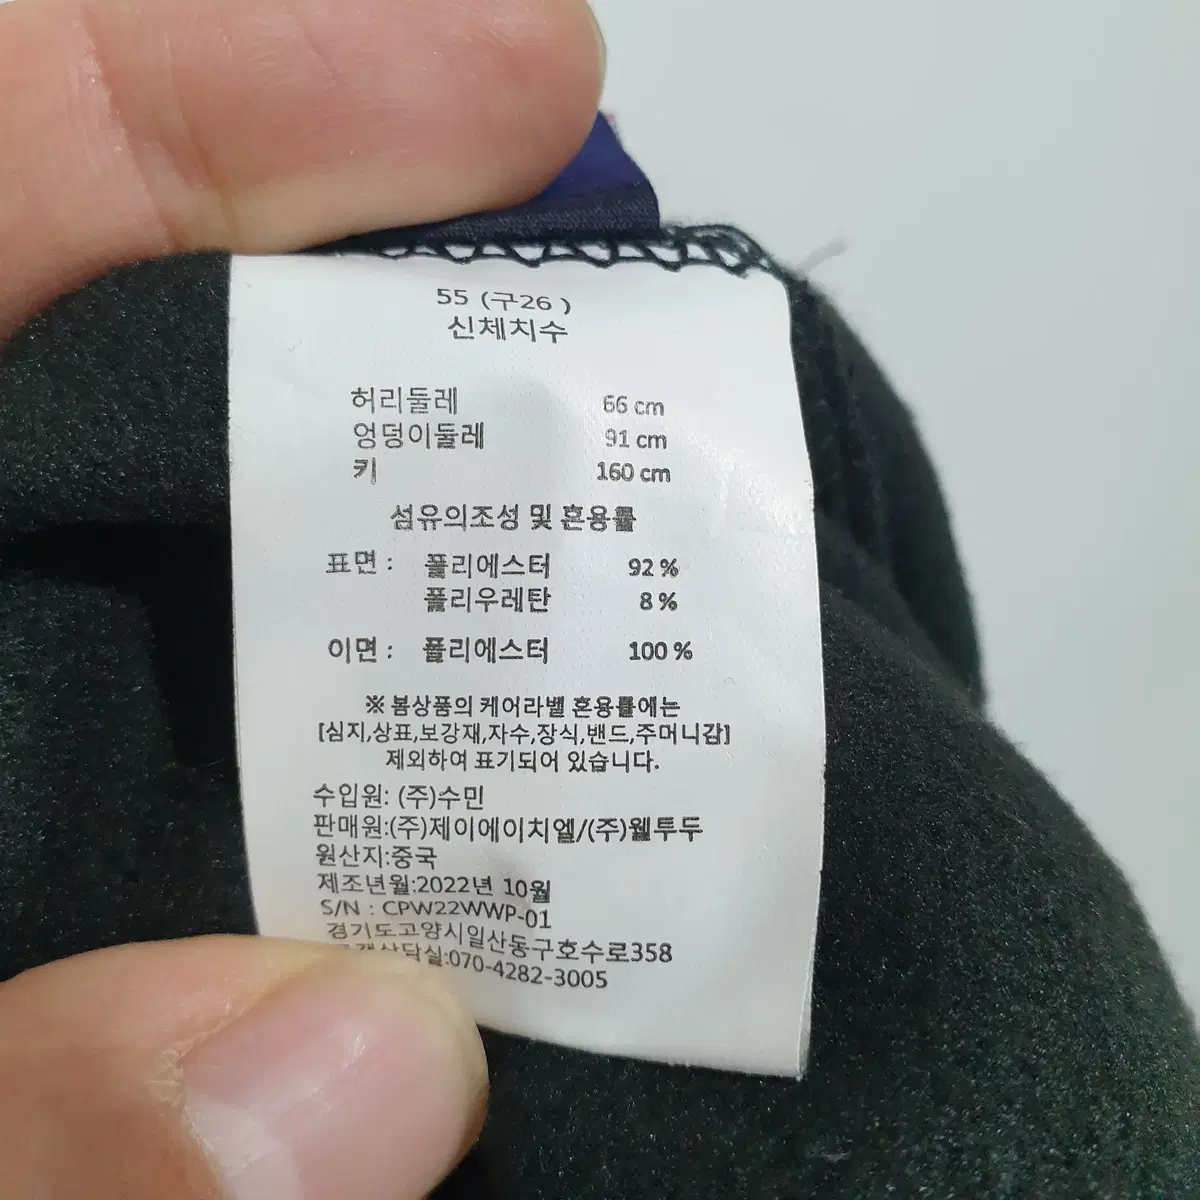 55 (구26 )
신체치수
허리둘레 66 cm
엉덩이둘레 91 cm
키 160 cm
섬유의조성 및 혼용률
표면 : 폴리에스터 92 %
폴리우레탄 8 %
이면 : 폴리에스터 100 %
※ 봄상품의 케어라벨 혼용률에는
[심지,상표,보강재,자수,장식,밴드,주머니감]
제외하여 표기되어 있습니다.
수입원: (주)수민
판매원:(주)제이에이치엘/(주)웰투두
원산지:중국
제조년월:2022년 10월
S/N : CPW22WWP-01
경기도고양시일산동구호수로358
상담실:070-4282-3005